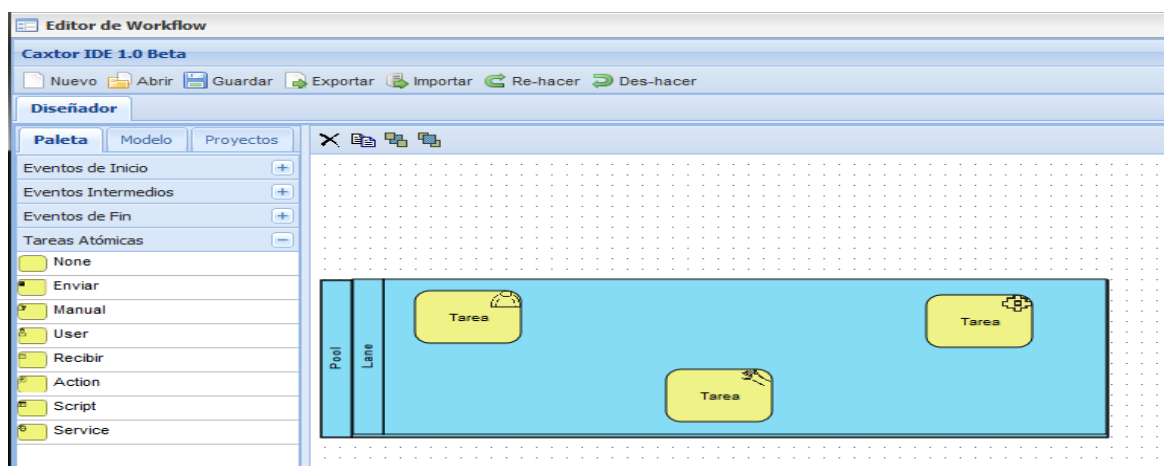 Editor de Workflow
Caxtor IDE 1.0 Beta
Nuevo Abrir Guardar Exportar Importar Re-hacer Des-hacer
Diseñador
Paleta Modelo Proyectos
Eventos de Inicio
Eventos Intermedios
Eventos de Fin
Tareas Atómicas
None
Enviar
Manual
User
Recibir
Action
Script
Service
Pool
Lane
Tarea
Tarea
Tarea